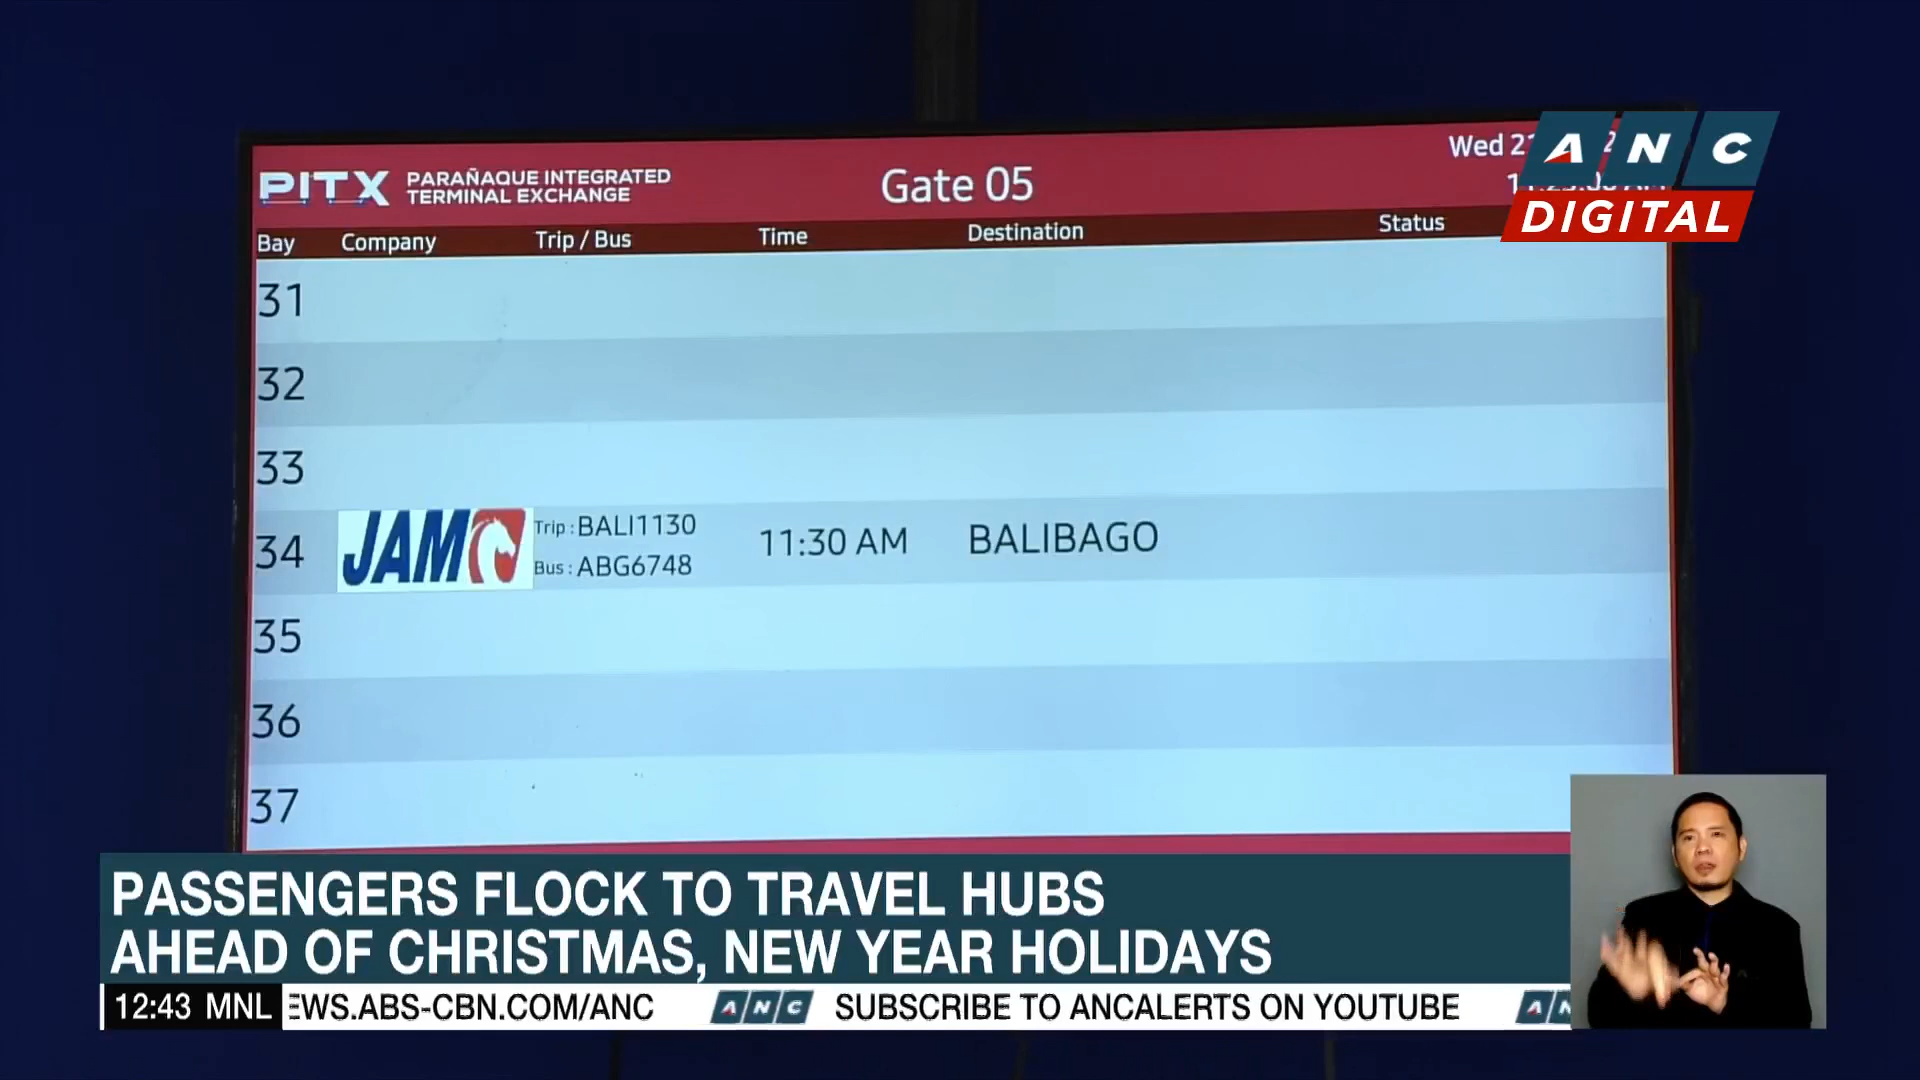 PITX PARAÑAQUE INTEGRATED
TERMINAL EXCHANGE
Gate 05
Wed
ANC
DIGITAL
Bay Company Trip / Bus Time Destination Status
31
32
33
34 JAM Trip : BALI1130 11:30 AM BALIBAGO
Bus : ABG6748
35
36
37
PASSENGERS FLOCK TO TRAVEL HUBS
AHEAD OF CHRISTMAS, NEW YEAR HOLIDAYS
12:43 MNL EWS.ABS-CBN.COM/ANC ANC SUBSCRIBE TO ANCALERTS ON YOUTUBE